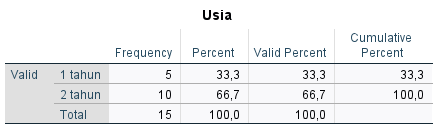 Usia
Frequency Percent Valid Percent Cumulative Percent
Valid 1 tahun 5 33,3 33,3 33,3
2 tahun 10 66,7 66,7 100,0
Total 15 100,0 100,0